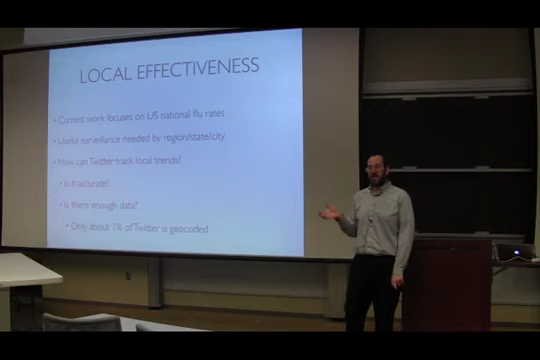 LOCAL EFFECTIVENESS
• Current work focuses on US national flu rates
• Useful surveillance needed by region/state/city
• How can Twitter track local trends?
• Is it accurate?
• Is there enough data?
• Only about 1% of Twitter is geocoded